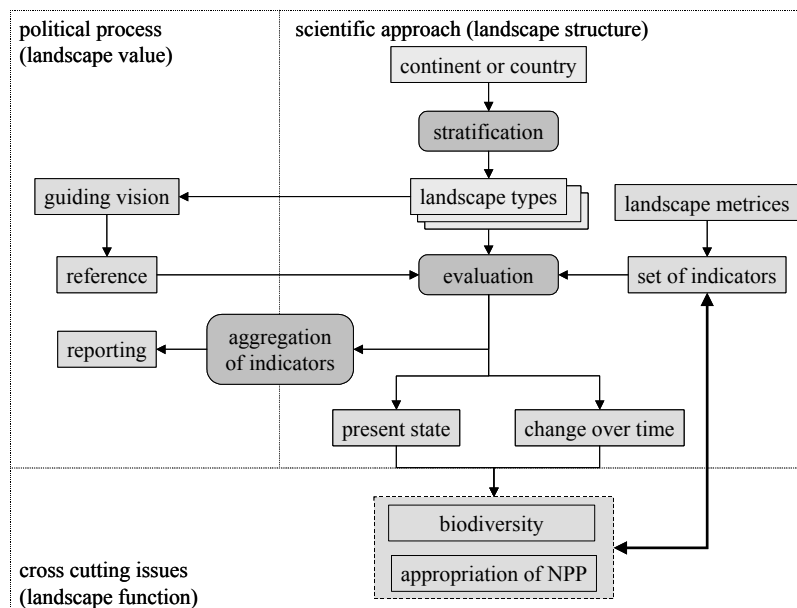 political process
(landscape value)
scientific approach (landscape structure)
continent or country
stratification
guiding vision
landscape types
landscape metrices
reference
evaluation
set of indicators
reporting
aggregation
of indicators
present state
change over time
biodiversity
appropriation of NPP
cross cutting issues
(landscape function)